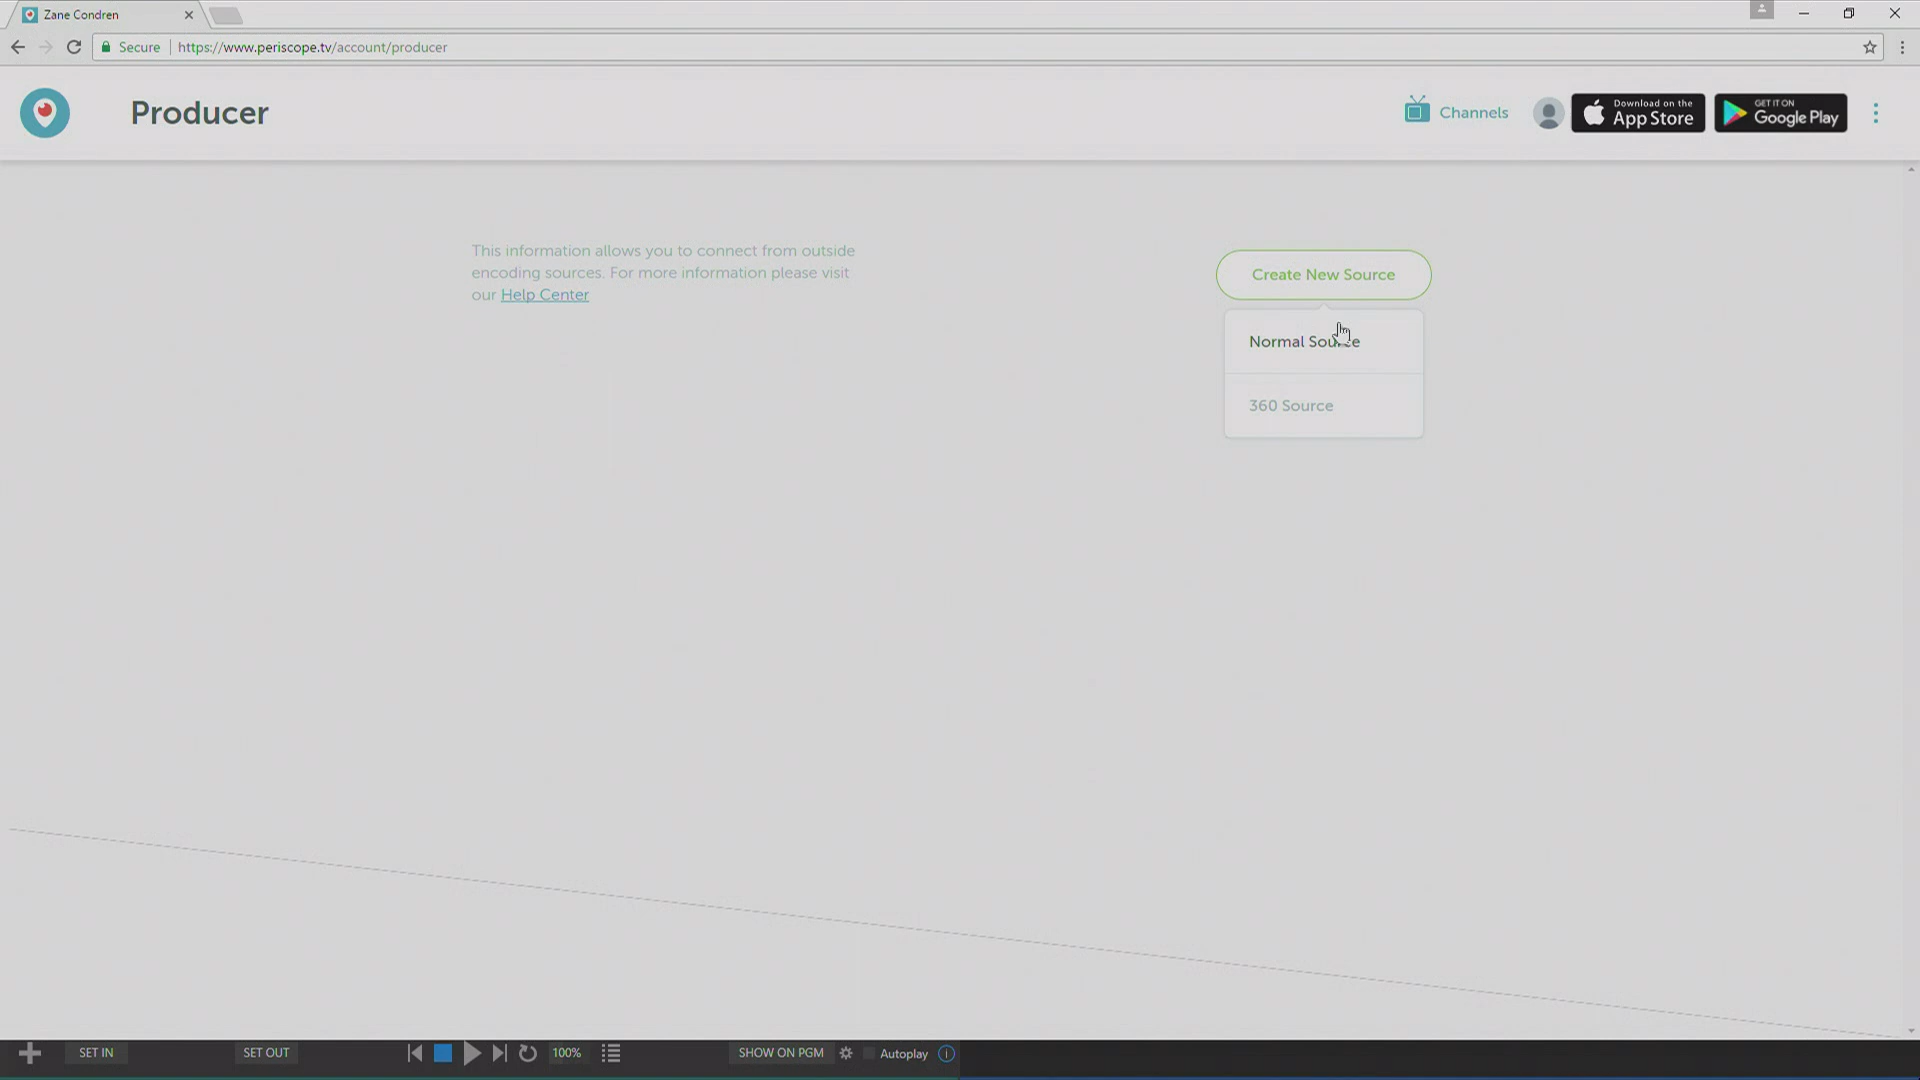 Zane Condren
Secure
https://www.periscope.tv/account/producer
Producer
Channels
Download on the
App Store
GET IT ON
Google Play
This information allows you to connect from outside
encoding sources. For more information please visit
our Help Center
Create New Source
Normal Source
360 Source
SET IN
SET OUT
100%
SHOW ON PGM
Autoplay